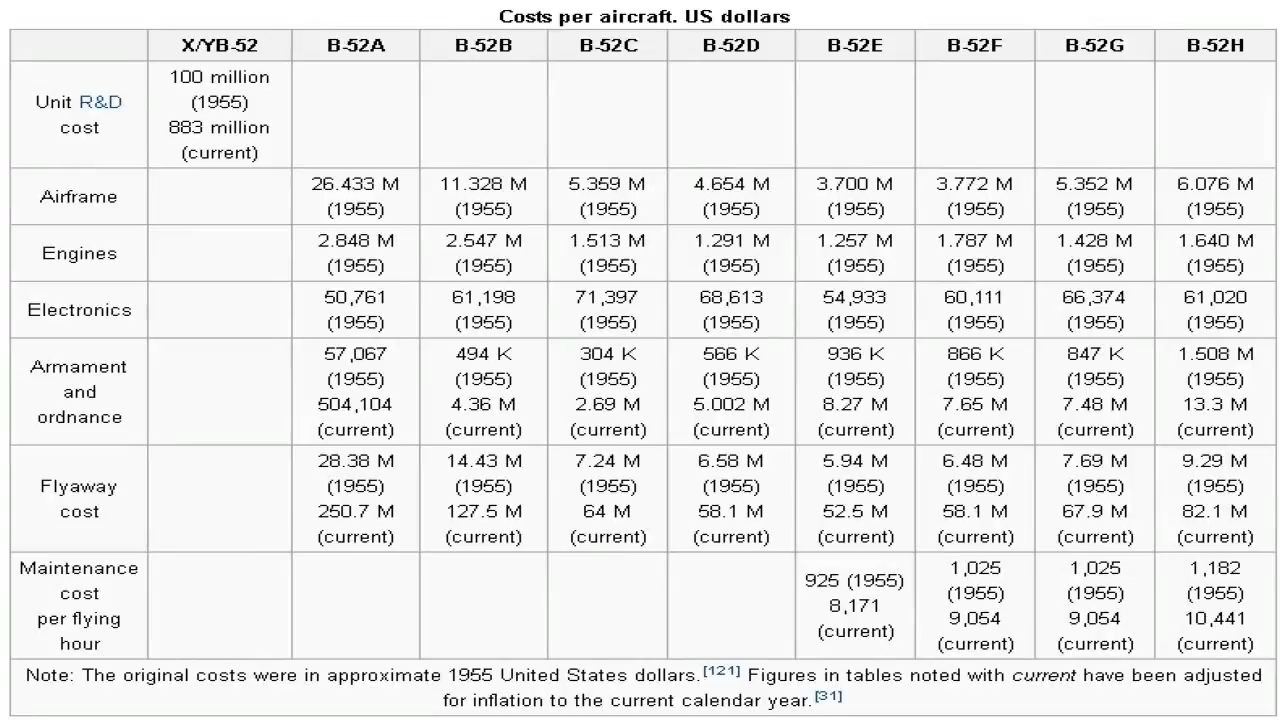 Costs per aircraft. US dollars
X/YB-52 B-52A B-52B B-52C B-52D B-52E B-52F B-52G B-52H
Unit R&D cost
100 million
(1955)
883 million
(current)
Airframe
26.433 M (1955) 11.328 M (1955) 5.359 M (1955) 4.654 M (1955) 3.700 M (1955) 3.772 M (1955) 5.352 M (1955) 6.076 M (1955)
Engines
2.848 M (1955) 2.547 M (1955) 1.513 M (1955) 1.291 M (1955) 1.257 M (1955) 1.787 M (1955) 1.428 M (1955) 1.640 M (1955)
Electronics
50,761 (1955) 61,198 (1955) 71,397 (1955) 68,613 (1955) 54,933 (1955) 60,111 (1955) 66,374 (1955) 61,020 (1955)
Armament
and
ordnance
57,067 (1955) 494 K (1955) 304 K (1955) 566 K (1955) 936 K (1955) 866 K (1955) 847 K (1955) 1.508 M (1955)
504,104 (current) 4.36 M (current) 2.69 M (current) 5.002 M (current) 8.27 M (current) 7.65 M (current) 7.48 M (current) 13.3 M (current)
Flyaway
cost
28.38 M (1955) 14.43 M (1955) 7.24 M (1955) 6.58 M (1955) 5.94 M (1955) 6.48 M (1955) 7.69 M (1955) 9.29 M (1955)
250.7 M (current) 127.5 M (current) 64 M (current) 58.1 M (current) 52.5 M (current) 58.1 M (current) 67.9 M (current) 82.1 M (current)
Maintenance
cost
per flying
hour
925 (1955) 1,025 (1955) 1,025 (1955) 1,182 (1955)
8,171 (current) 9,054 (current) 9,054 (current) 10,441 (current)
Note: The original costs were in approximate 1955 United States dollars.[121] Figures in tables noted with current have been adjusted
for inflation to the current calendar year.[31]